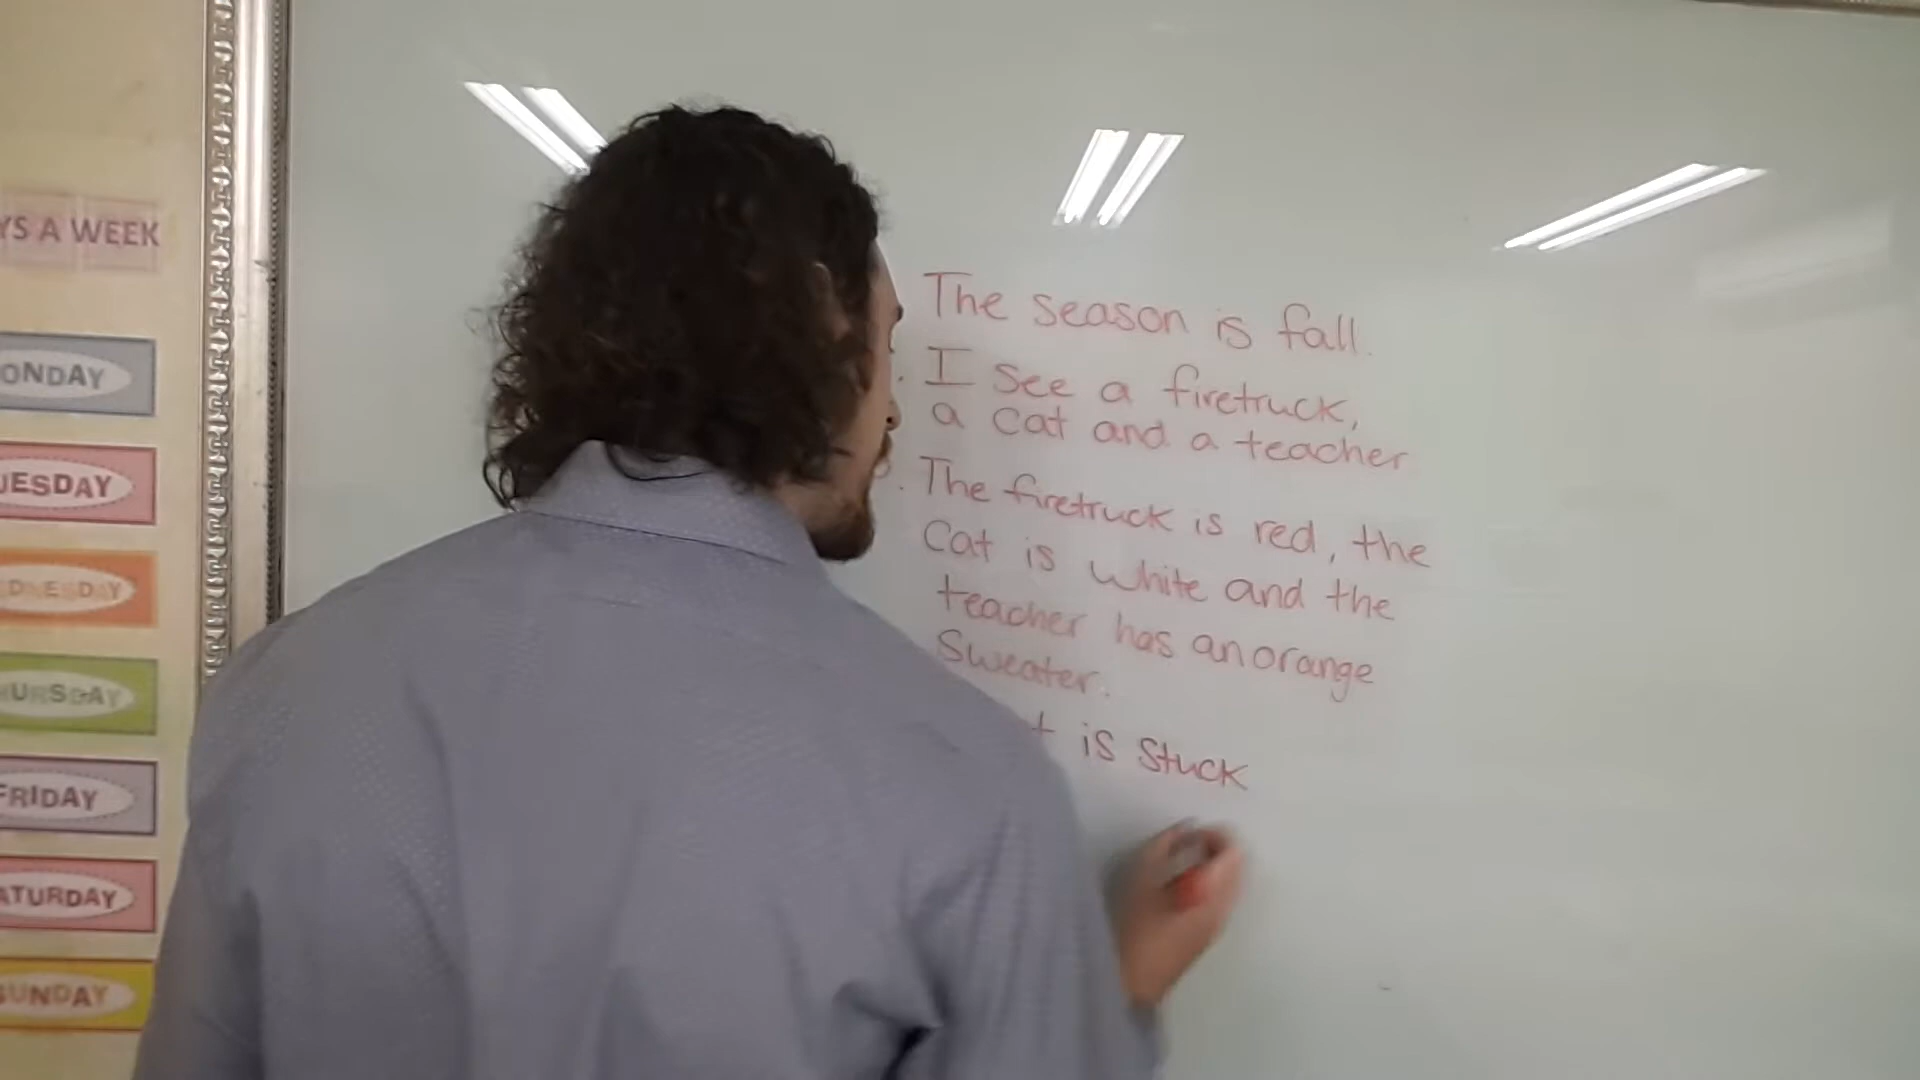 YS A WEEK
ONDAY
UESDAY
DNESDAY
HURSDAY
FRIDAY
ATURDAY
SUNDAY
The season is fall.
. I see a firetruck,
a cat and a teacher
. The firetruck is red, the
Cat is white and the
teacher has an orange
Sweater.
t is stuck